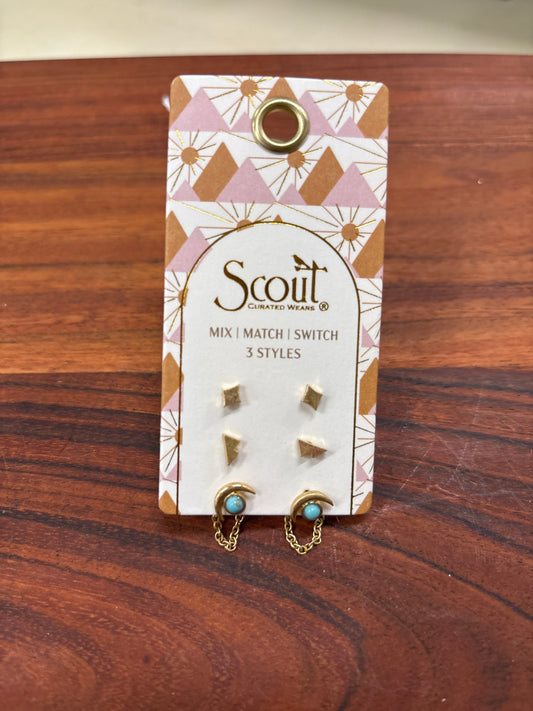 Scout
CURATED WEARS ®
MIX | MATCH | SWITCH
3 STYLES